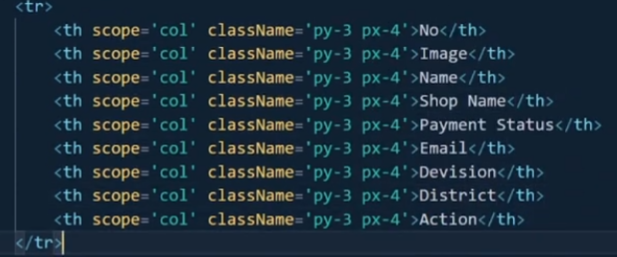 <tr>
<th scope='col' className='py-3 px-4'>No</th>
<th scope='col' className='py-3 px-4'>Image</th>
<th scope='col' className='py-3 px-4'>Name</th>
<th scope='col' className='py-3 px-4'>Shop Name</th>
<th scope='col' className='py-3 px-4'>Payment Status</th>
<th scope='col' className='py-3 px-4'>Email</th>
<th scope='col' className='py-3 px-4'>Devision</th>
<th scope='col' className='py-3 px-4'>District</th>
<th scope='col' className='py-3 px-4'>Action</th>
</tr>